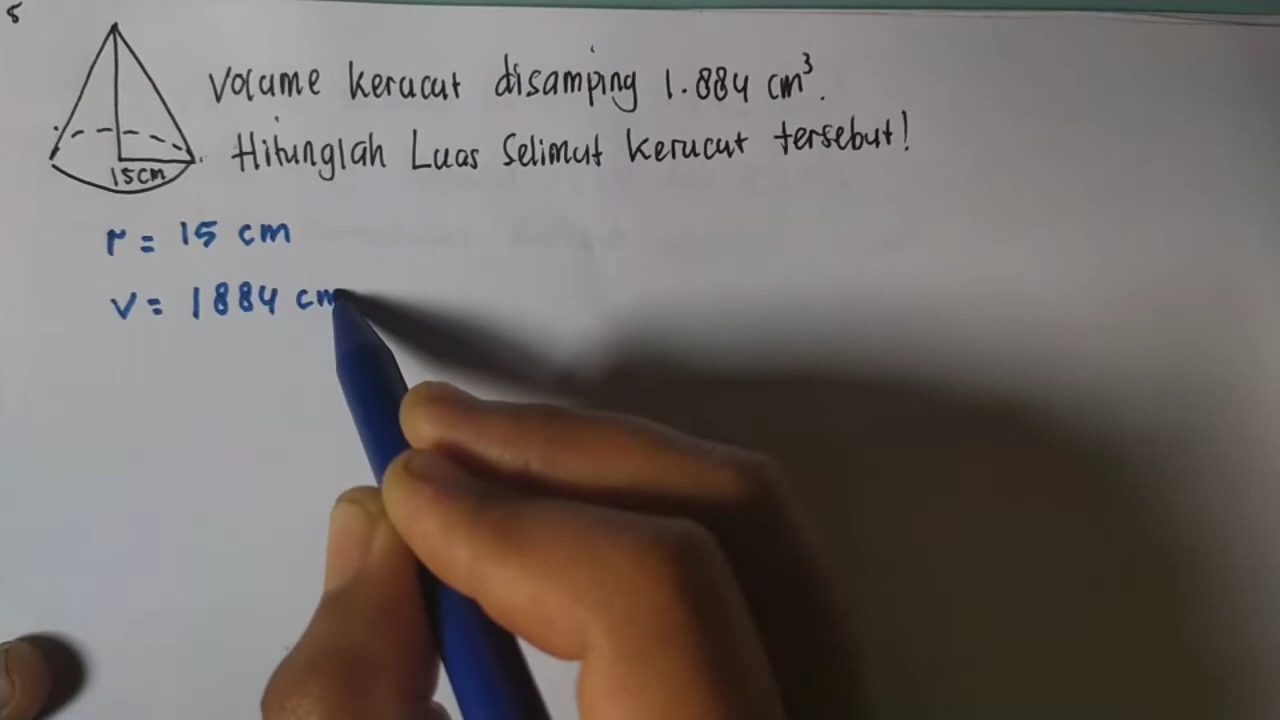 5
Volume kerucut disamping 1.884 cm³.
Hitunglah Luas Selimut kerucut tersebut!
15cm
r = 15 cm
V = 1884 cm